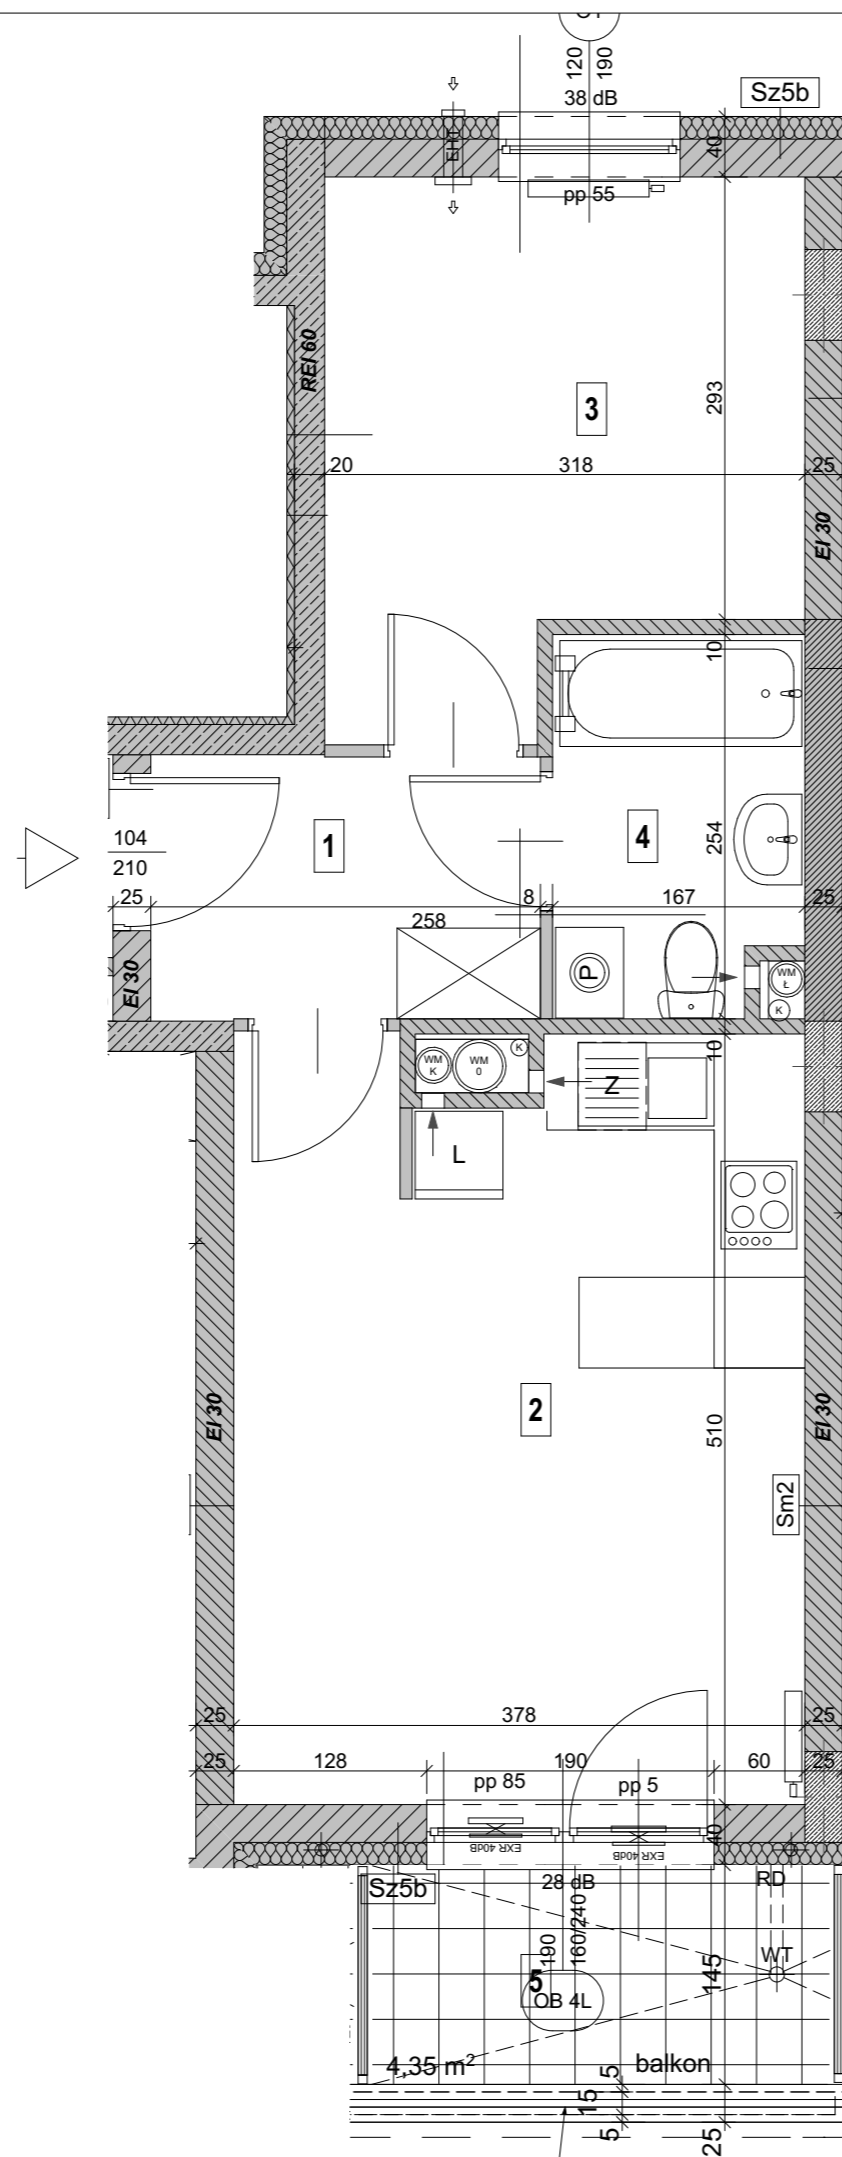 120
190
38 dB
Sz5b
EHT
40
pp 55
REI 60
3
293
20
318
25
EI 30
10
104
210
1
4
254
25
258
8
167
25
EI 30
P
WM
Ł
K
WM
K
WM
0
K
10
Z
L
EI 30
2
510
EI 30
Sm2
25
378
25
25
128
190
60
25
pp 85
pp 5
EXR 40dB
EXR 40dB
40
Sz5b
28 dB
RD
190
160/240
WT
5
OB 4L
145
4,35 m²
balkon
5
15
5
25